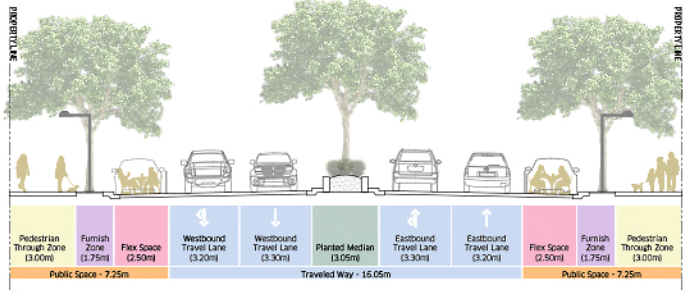 PROPERTY LINE
PROPERTY LINE
Pedestrian
Through Zone
(3.00m)
Furnish
Zone
(1.75m)
Flex Space
(2.50m)
Westbound
Travel Lane
(3.20m)
Westbound
Travel Lane
(3.30m)
Planted Median
(3.05m)
Eastbound
Travel Lane
(3.30m)
Eastbound
Travel Lane
(3.20m)
Flex Space
(2.50m)
Furnish
Zone
(1.75m)
Pedestrian
Through Zone
(3.00m)
Public Space - 7.25m
Traveled Way - 16.05m
Public Space - 7.25m